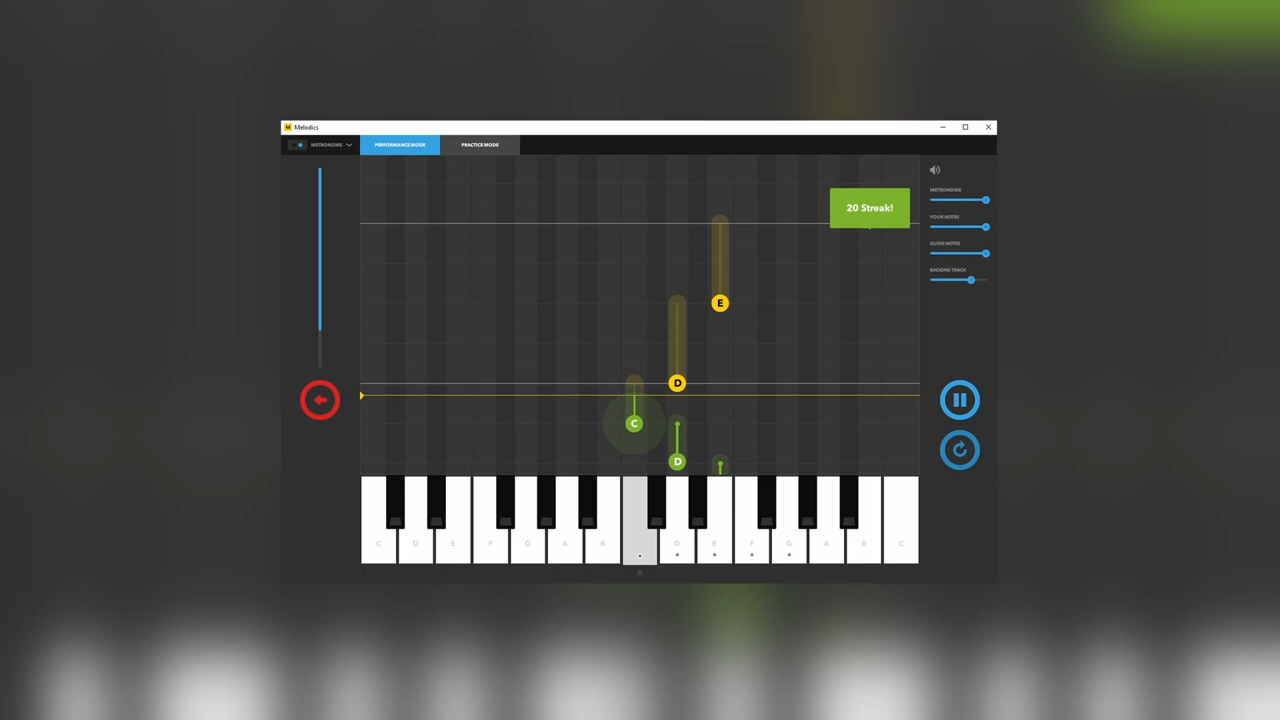 M Melodics
METRONOME
PERFORMANCE MODE
PRACTICE MODE
20 Streak!
METRONOME
YOUR NOTES
GUIDE NOTES
BACKING TRACK
E
D
C
D
C D E F G A B D E F G A B C